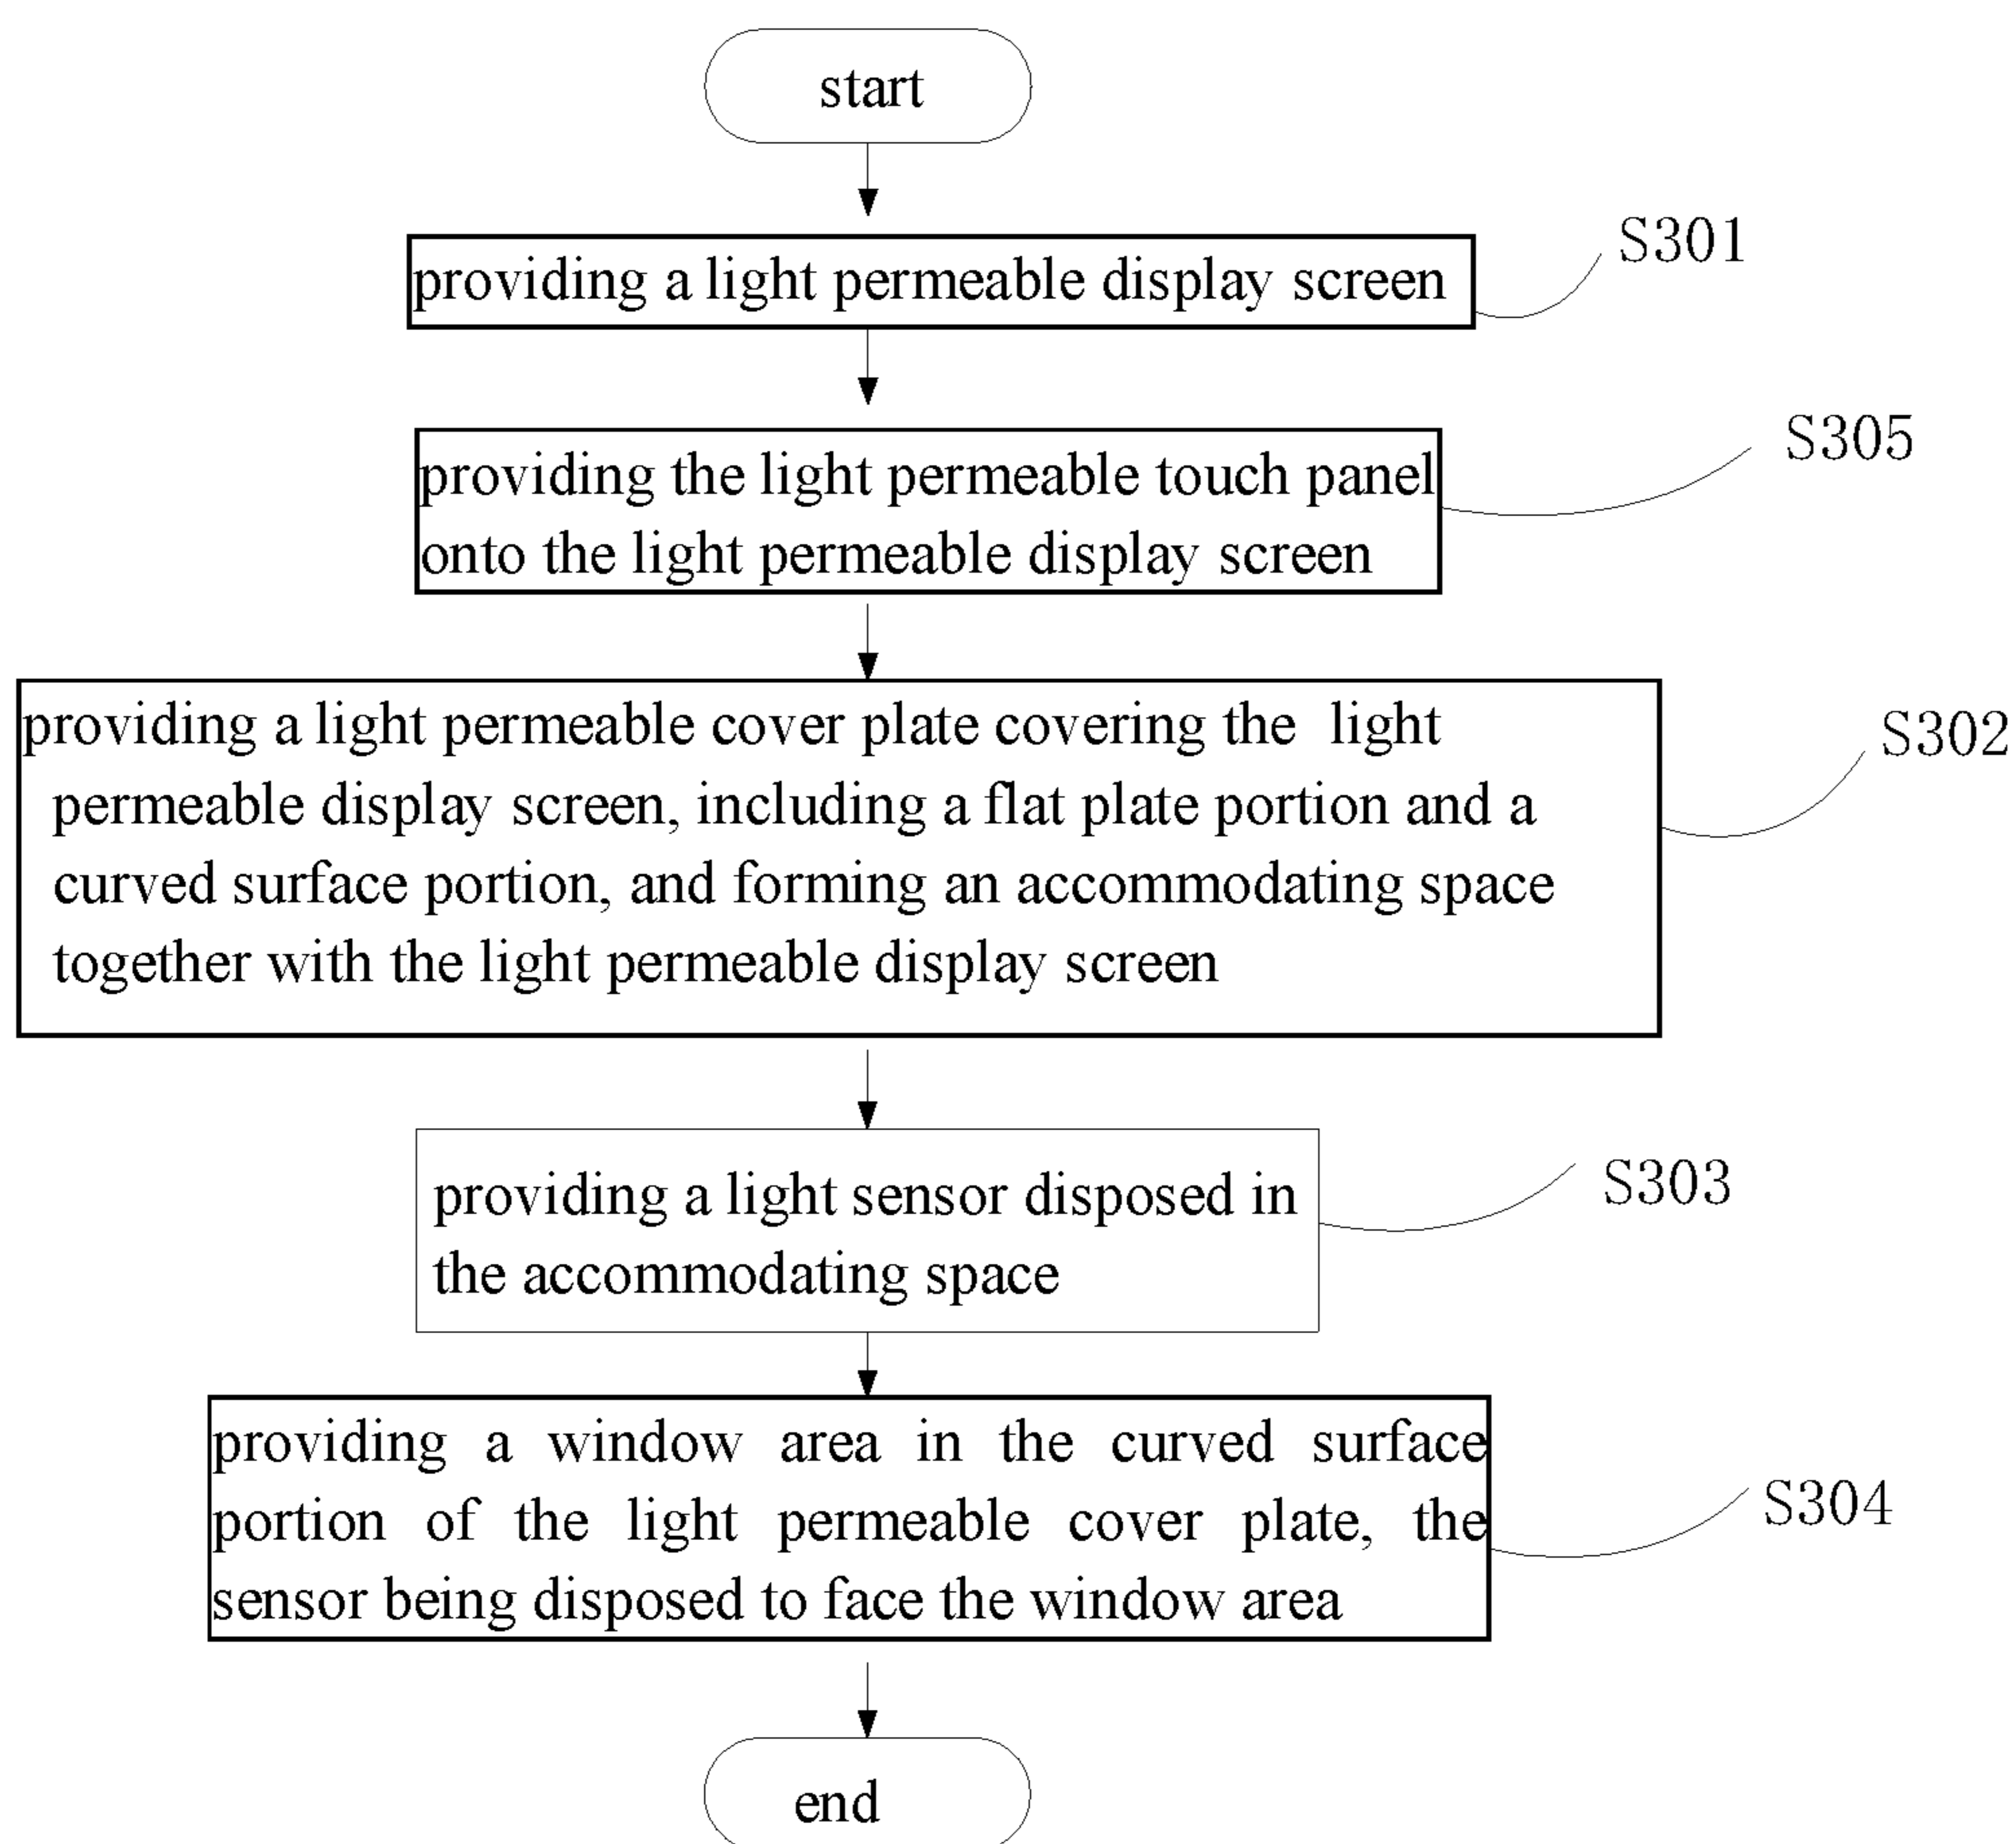 start
providing a light permeable display screen
S301
providing the light permeable touch panel
onto the light permeable display screen
S305
providing a light permeable cover plate covering the light
permeable display screen, including a flat plate portion and a
curved surface portion, and forming an accommodating space
together with the light permeable display screen
S302
providing a light sensor disposed in
the accommodating space
S303
providing a window area in the curved surface
portion of the light permeable cover plate, the
sensor being disposed to face the window area
S304
end